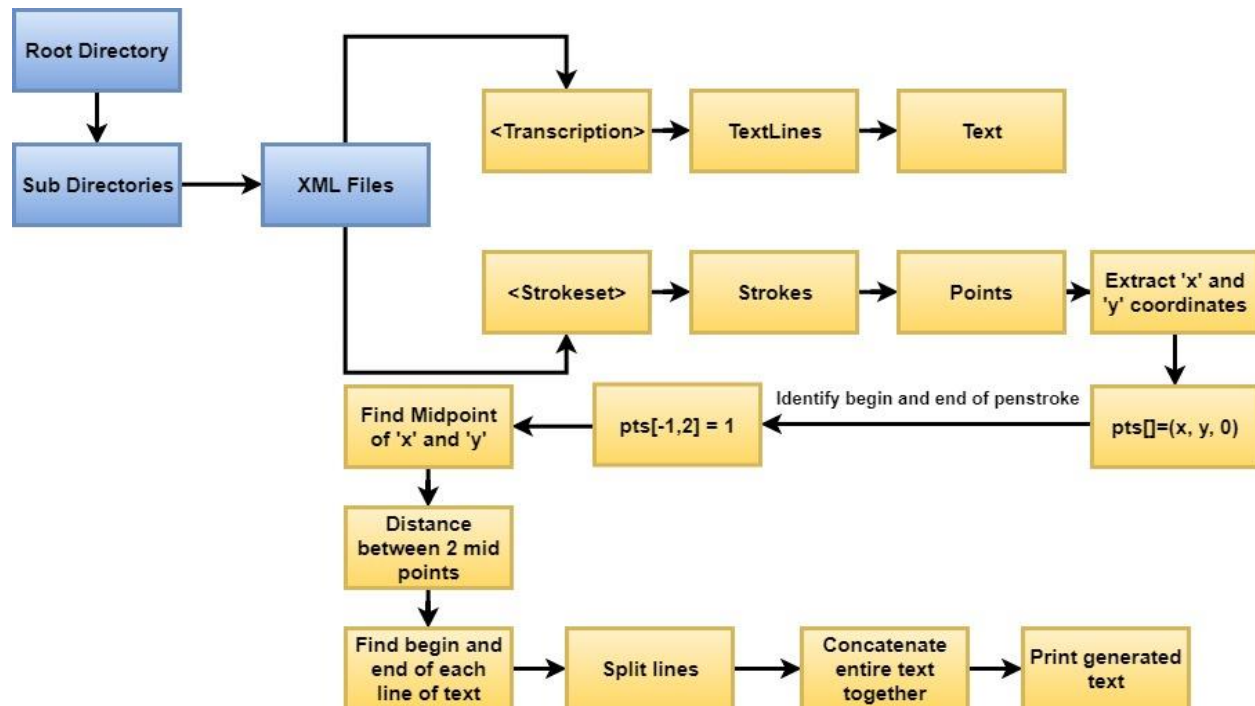 Root Directory
Sub Directories
XML Files
<Transcription>
TextLines
Text
<Strokeset>
Strokes
Points
Extract 'x' and
'y' coordinates
pts[]=(x, y, 0)
Identify begin and end of penstroke
pts[-1,2] = 1
Find Midpoint
of 'x' and 'y'
Distance
between 2 mid
points
Find begin and
end of each
line of text
Split lines
Concatenate
entire text
together
Print generated
text